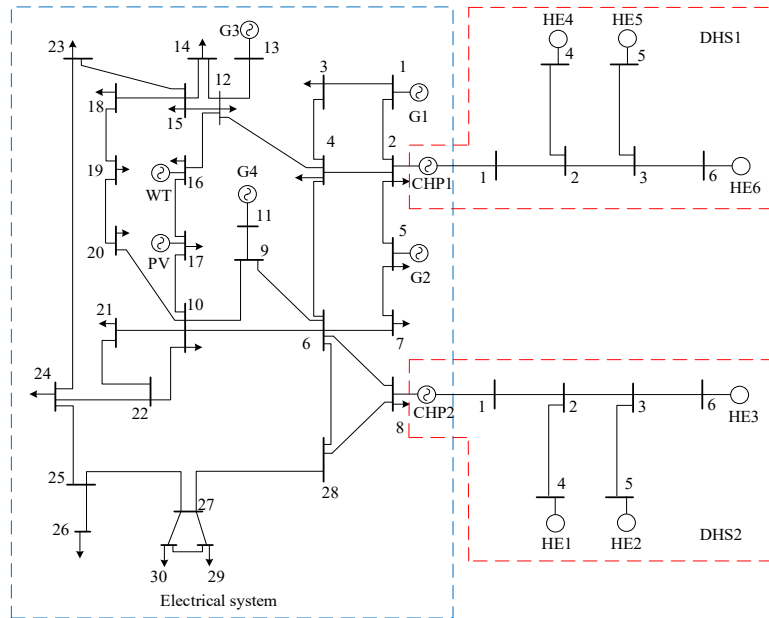 HE4 HE5 DHS1
G3
23 14 13 4 5
12 3 1
18 15 G1
4 2
19 16 G4 CHP1 1 2 3 6 HE6
WT
11 5
20 PV 17 9 G2
21 10
6 7
24 22 CHP2 1 2 3 6 HE3
8
25 28
27 4 5
26
30 29 HE1 HE2 DHS2
Electrical system